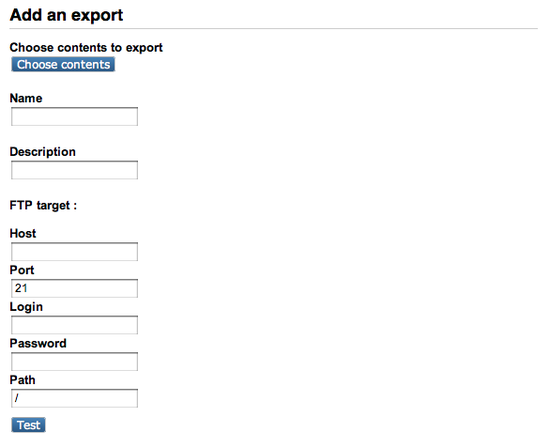 Add an export
Choose contents to export
Choose contents
Name
Description
FTP target :
Host
Port
21
Login
Password
Path
/
Test